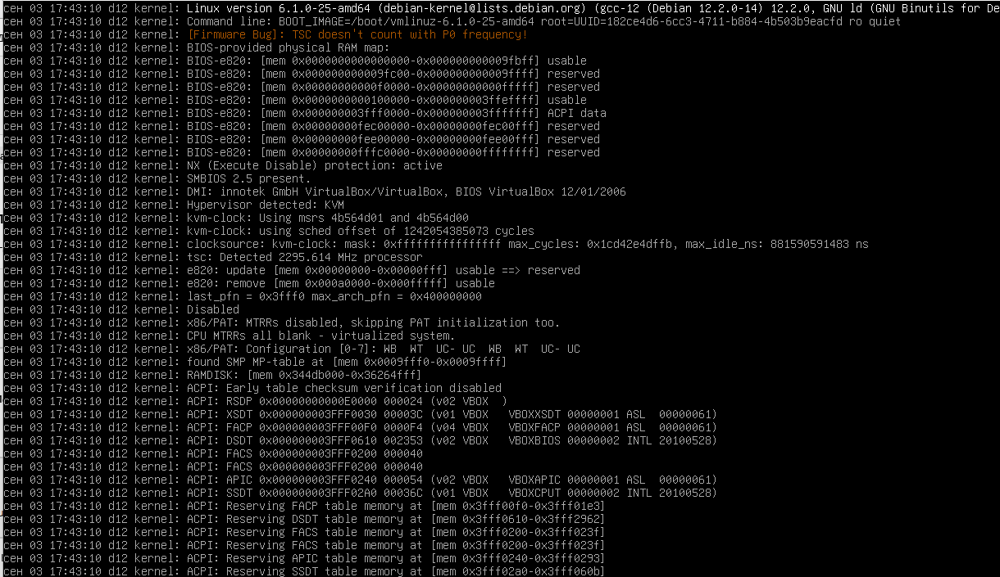 сен 03 17:43:10 d12 kernel: Linux version 6.1.0-25-amd64 (debian-kernel@lists.debian.org) (gcc-12 (Debian 12.2.0-14) 12.2.0, GNU ld (GNU Binutils for De
сен 03 17:43:10 d12 kernel: Command line: BOOT_IMAGE=/boot/vmlinuz-6.1.0-25-amd64 root=UUID=182ce4d6-6cc3-4711-b884-4b503b9eacfd ro quiet
сен 03 17:43:10 d12 kernel: [Firmware Bug]: TSC doesn't count with P0 frequency!
сен 03 17:43:10 d12 kernel: BIOS-provided physical RAM map:
сен 03 17:43:10 d12 kernel: BIOS-e820: [mem 0x0000000000000000-0x000000000009fbff] usable
сен 03 17:43:10 d12 kernel: BIOS-e820: [mem 0x000000000009fc00-0x000000000009ffff] reserved
сен 03 17:43:10 d12 kernel: BIOS-e820: [mem 0x00000000000f0000-0x00000000000fffff] reserved
сен 03 17:43:10 d12 kernel: BIOS-e820: [mem 0x0000000000100000-0x000000003ffeffff] usable
сен 03 17:43:10 d12 kernel: BIOS-e820: [mem 0x000000003fff0000-0x000000003fffffff] ACPI data
сен 03 17:43:10 d12 kernel: BIOS-e820: [mem 0x00000000fec00000-0x00000000fec00fff] reserved
сен 03 17:43:10 d12 kernel: BIOS-e820: [mem 0x00000000fee00000-0x00000000fee00fff] reserved
сен 03 17:43:10 d12 kernel: BIOS-e820: [mem 0x00000000fffc0000-0x00000000ffffffff] reserved
сен 03 17:43:10 d12 kernel: NX (Execute Disable) protection: active
сен 03 17:43:10 d12 kernel: SMBIOS 2.5 present.
сен 03 17:43:10 d12 kernel: DMI: innotek GmbH VirtualBox/VirtualBox, BIOS VirtualBox 12/01/2006
сен 03 17:43:10 d12 kernel: Hypervisor detected: KVM
сен 03 17:43:10 d12 kernel: kvm-clock: Using msrs 4b564d01 and 4b564d00
сен 03 17:43:10 d12 kernel: kvm-clock: using sched offset of 1242054385073 cycles
сен 03 17:43:10 d12 kernel: clocksource: kvm-clock: mask: 0xffffffffffffffff max_cycles: 0x1cd42e4dffb, max_idle_ns: 881590591483 ns
сен 03 17:43:10 d12 kernel: tsc: Detected 2295.614 MHz processor
сен 03 17:43:10 d12 kernel: e820: update [mem 0x00000000-0x00000fff] usable ==> reserved
сен 03 17:43:10 d12 kernel: e820: remove [mem 0x000a0000-0x000fffff] usable
сен 03 17:43:10 d12 kernel: last_pfn = 0x3fff0 max_arch_pfn = 0x400000000
сен 03 17:43:10 d12 kernel: Disabled
сен 03 17:43:10 d12 kernel: x86/PAT: MTRRs disabled, skipping PAT initialization too.
сен 03 17:43:10 d12 kernel: CPU MTRRs all blank - virtualized system.
сен 03 17:43:10 d12 kernel: x86/PAT: Configuration [0-7]: WB  WT  UC- UC  WB  WT  UC- UC
сен 03 17:43:10 d12 kernel: found SMP MP-table at [mem 0x0009fff0-0x0009ffff]
сен 03 17:43:10 d12 kernel: RAMDISK: [mem 0x344db000-0x36264fff]
сен 03 17:43:10 d12 kernel: ACPI: Early table checksum verification disabled
сен 03 17:43:10 d12 kernel: ACPI: RSDP 0x00000000000E0000 000024 (v02 VBOX  )
сен 03 17:43:10 d12 kernel: ACPI: XSDT 0x000000003FFF0030 00003C (v01 VBOX   VBOXXSDT 00000001 ASL  00000061)
сен 03 17:43:10 d12 kernel: ACPI: FACP 0x000000003FFF00F0 0000F4 (v04 VBOX   VBOXFACP 00000001 ASL  00000061)
сен 03 17:43:10 d12 kernel: ACPI: DSDT 0x000000003FFF0610 002353 (v02 VBOX   VBOXBIOS 00000002 INTL 20100528)
сен 03 17:43:10 d12 kernel: ACPI: FACS 0x000000003FFF0200 000040
сен 03 17:43:10 d12 kernel: ACPI: FACS 0x000000003FFF0200 000040
сен 03 17:43:10 d12 kernel: ACPI: APIC 0x000000003FFF0240 000054 (v02 VBOX   VBOXAPIC 00000001 ASL  00000061)
сен 03 17:43:10 d12 kernel: ACPI: SSDT 0x000000003FFF02A0 00036C (v01 VBOX   VBOXCPUT 00000002 INTL 20100528)
сен 03 17:43:10 d12 kernel: ACPI: Reserving FACP table memory at [mem 0x3fff00f0-0x3fff01e3]
сен 03 17:43:10 d12 kernel: ACPI: Reserving DSDT table memory at [mem 0x3fff0610-0x3fff2962]
сен 03 17:43:10 d12 kernel: ACPI: Reserving FACS table memory at [mem 0x3fff0200-0x3fff023f]
сен 03 17:43:10 d12 kernel: ACPI: Reserving FACS table memory at [mem 0x3fff0200-0x3fff023f]
сен 03 17:43:10 d12 kernel: ACPI: Reserving APIC table memory at [mem 0x3fff0240-0x3fff0293]
сен 03 17:43:10 d12 kernel: ACPI: Reserving SSDT table memory at [mem 0x3fff02a0-0x3fff060b]